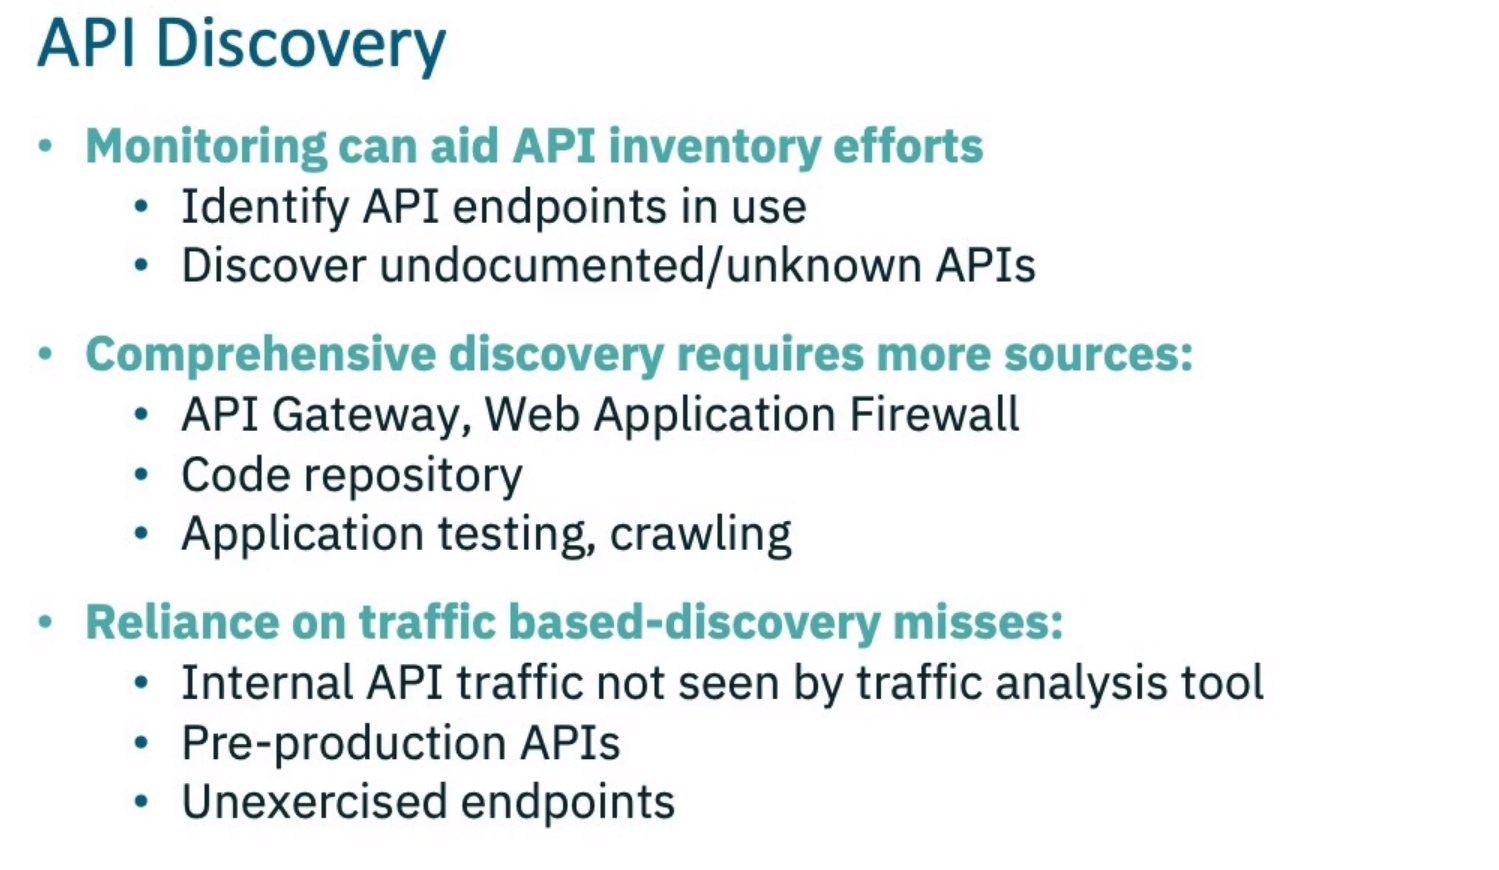 API Discovery
• Monitoring can aid API inventory efforts
• Identify API endpoints in use
• Discover undocumented/unknown APIs
• Comprehensive discovery requires more sources:
• API Gateway, Web Application Firewall
• Code repository
• Application testing, crawling
• Reliance on traffic based-discovery misses:
• Internal API traffic not seen by traffic analysis tool
• Pre-production APIs
• Unexercised endpoints